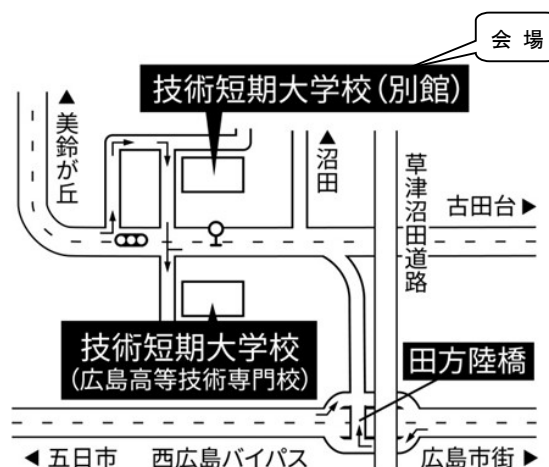 会 場
技術短期大学校(別館)
▲美鈴が丘
▲沼田
草津沼田道路
古田台▶
技術短期大学校
(広島高等技術専門校)
田方陸橋
◀五日市
西広島バイパス
広島市街▶